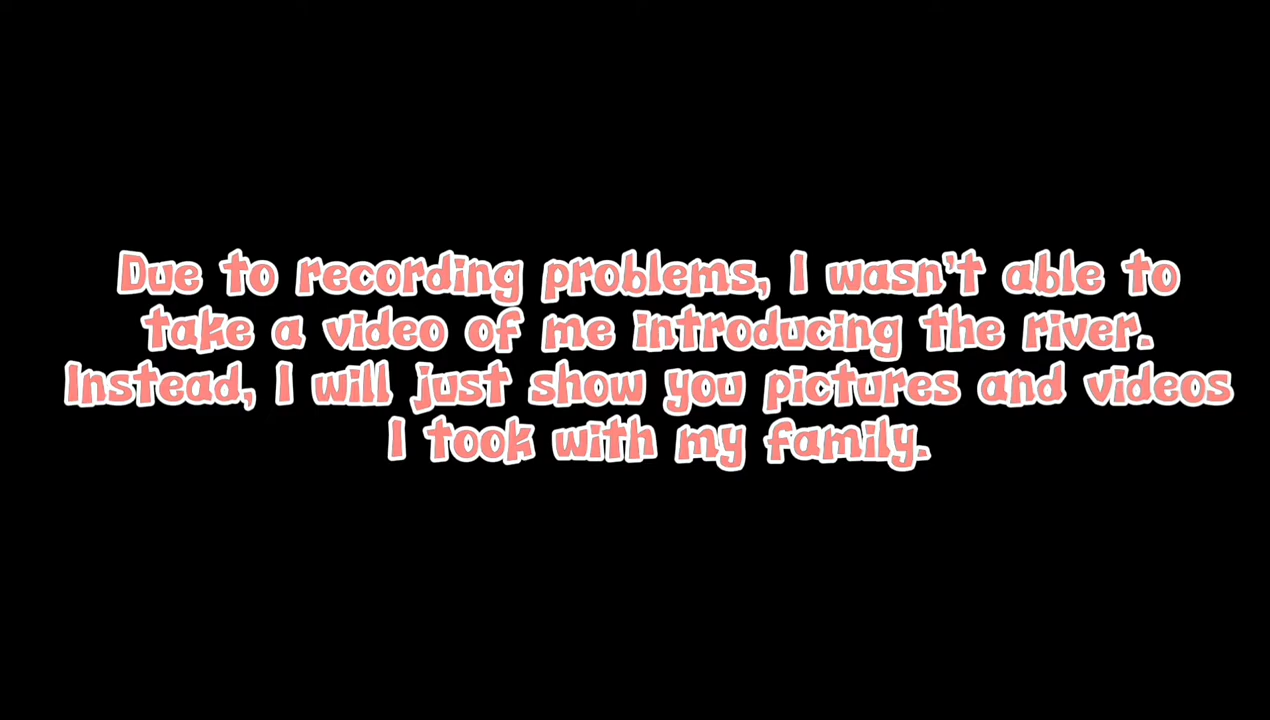 Due to recording problems, I wasn't able to
take a video of me introducing the river.
Instead, I will just show you pictures and videos
I took with my family.